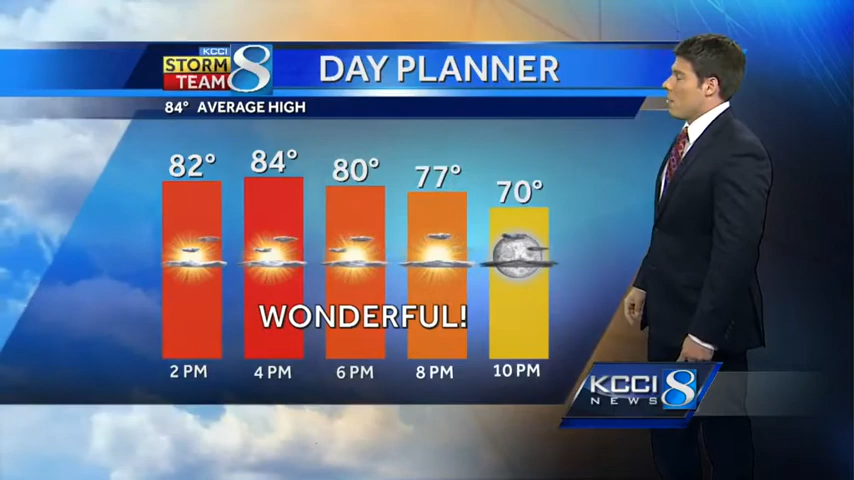 KCCI
STORM
TEAM
8
DAY PLANNER
84° AVERAGE HIGH
82°
84°
80°
77°
70°
WONDERFUL!
2 PM
4 PM
6 PM
8 PM
10 PM
KCCI 8
NEWS